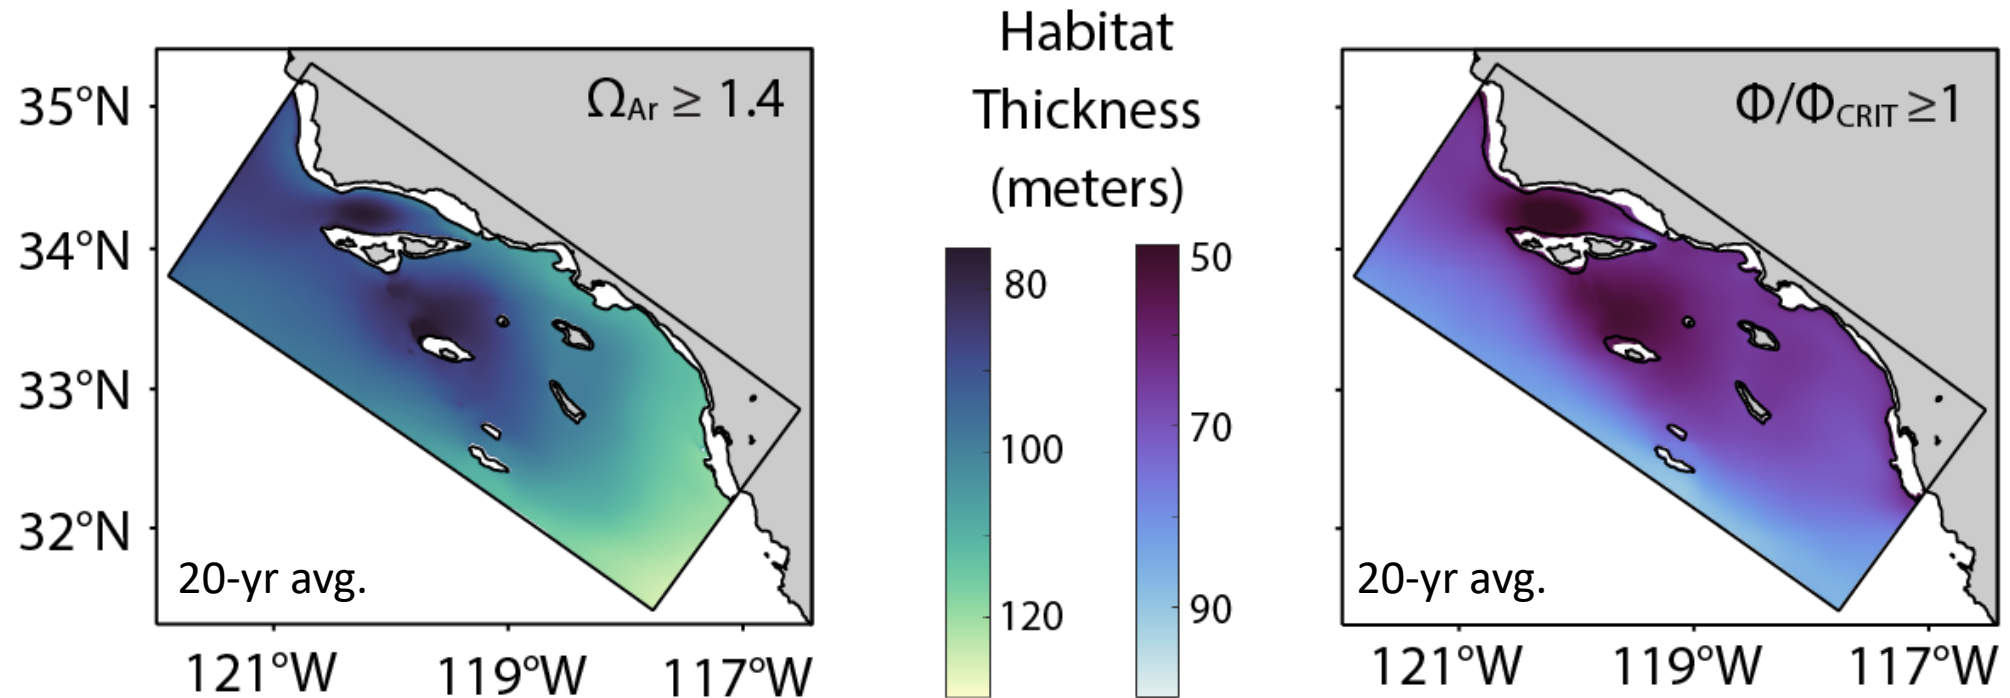 Ω_Ar ≥ 1.4
35°N
34°N
33°N
32°N
20-yr avg.
121°W 119°W 117°W
Habitat
Thickness
(meters)
80
100
120
50
70
90
Φ/Φ_CRIT ≥1
20-yr avg.
121°W 119°W 117°W